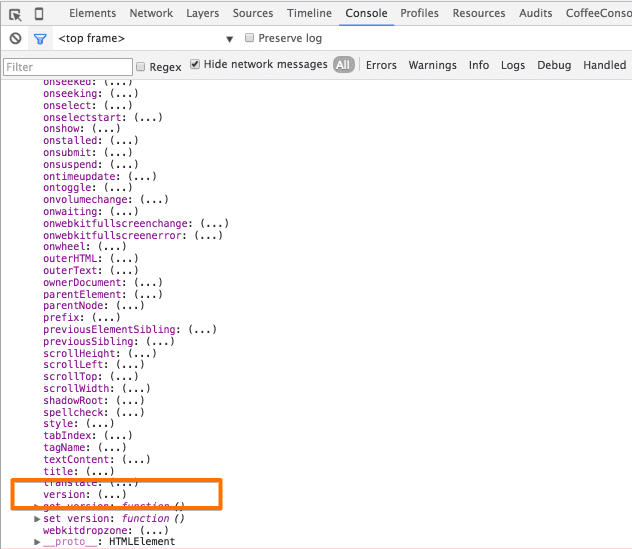 Elements Network Layers Sources Timeline Console Profiles Resources Audits CoffeeConso
<top frame> ▼ Preserve log
Filter Regex Hide network messages All Errors Warnings Info Logs Debug Handled
onseeked: (...)
onseeking: (...)
onselect: (...)
onselectstart: (...)
onshow: (...)
onstalled: (...)
onsubmit: (...)
onsuspend: (...)
ontimeupdate: (...)
ontoggle: (...)
onvolumechange: (...)
onwaiting: (...)
onwebkitfullscreenchange: (...)
onwebkitfullscreenerror: (...)
onwheel: (...)
outerHTML: (...)
outerText: (...)
ownerDocument: (...)
parentElement: (...)
parentNode: (...)
prefix: (...)
previousElementSibling: (...)
previousSibling: (...)
scrollHeight: (...)
scrollLeft: (...)
scrollTop: (...)
scrollWidth: (...)
shadowRoot: (...)
spellcheck: (...)
style: (...)
tabIndex: (...)
tagName: (...)
textContent: (...)
title: (...)
translate: (...)
version: (...)
▶ get version: function ()
▶ set version: function ()
webkitdropzone: (...)
▶ __proto__: HTMLElement